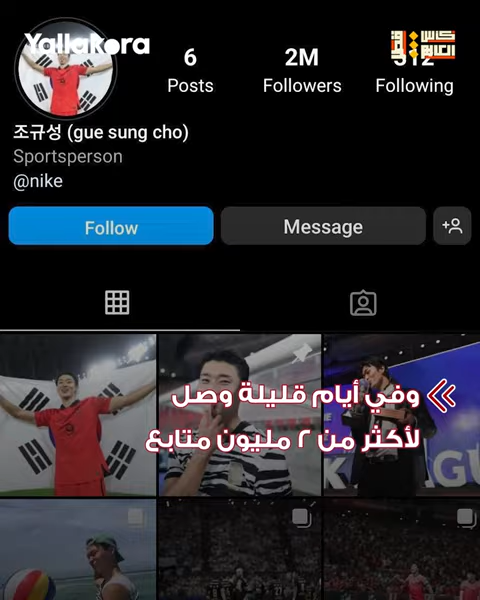 Yallakora
6 2M 512
Posts Followers Following
조규성 (gue sung cho)
Sportsperson
@nike
Follow Message
وفي أيام قليلة وصل
لأكثر من ٢ مليون متابع